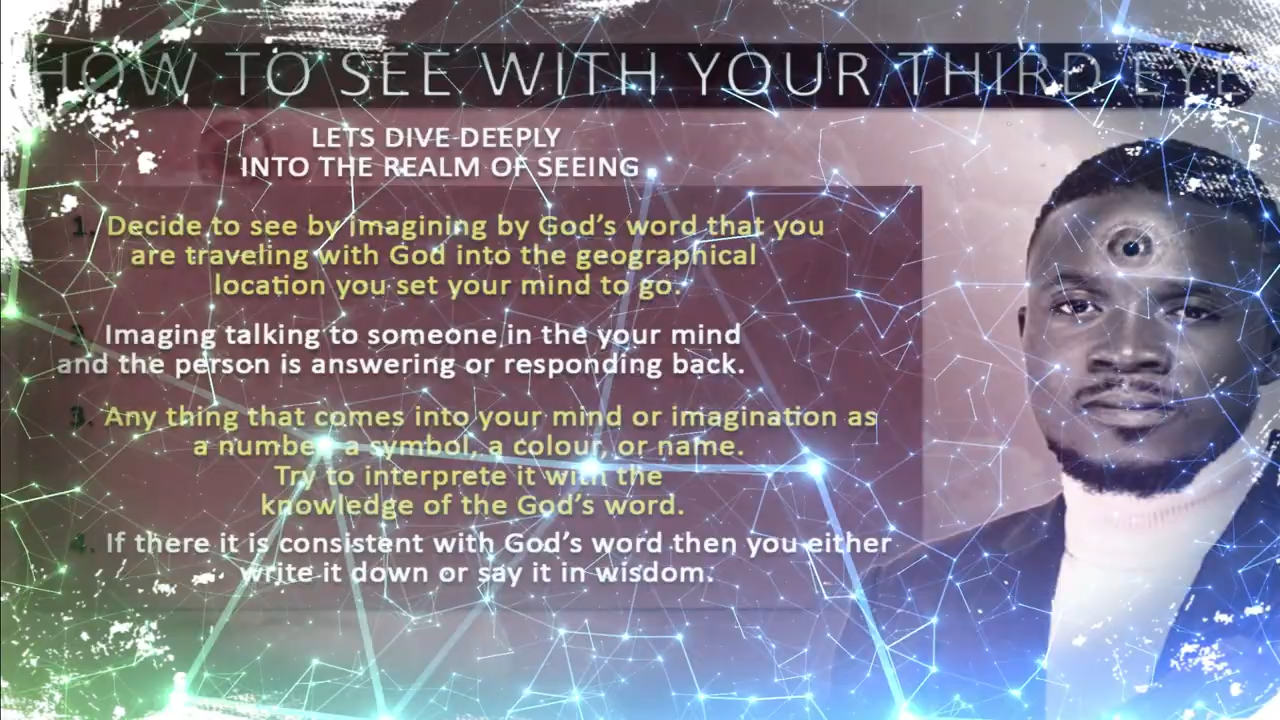 HOW TO SEE WITH YOUR THIRD EYE
LETS DIVE DEEPLY
INTO THE REALM OF SEEING
1. Decide to see by imagining by God's word that you
are traveling with God into the geographical
location you set your mind to go.
2. Imaging talking to someone in the your mind
and the person is answering or responding back.
3. Any thing that comes into your mind or imagination as
a number, a symbol, a colour, or name.
Try to interprete it with the
knowledge of the God's word.
4. If there it is consistent with God's word then you either
write it down or say it in wisdom.